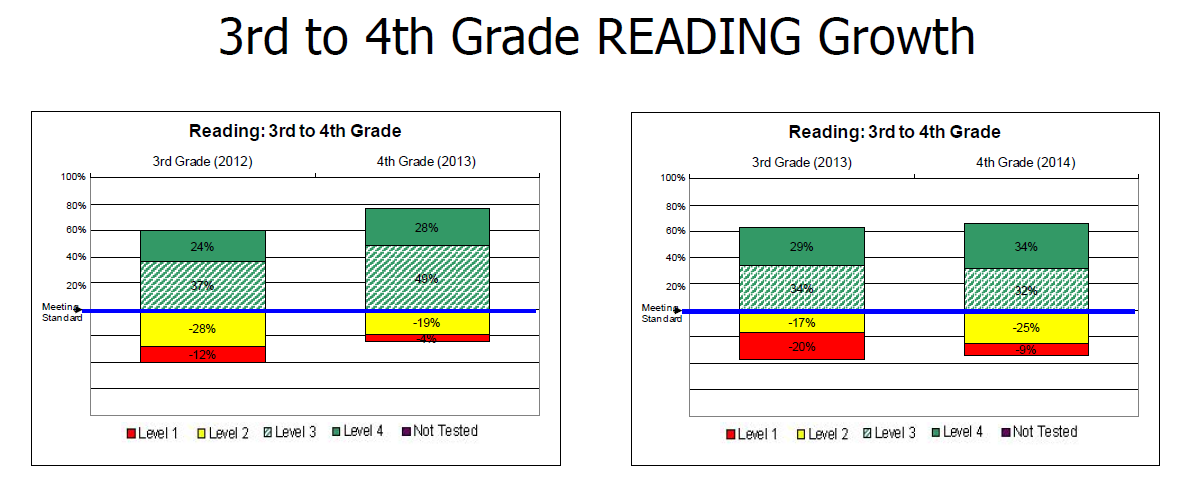 3rd to 4th Grade READING Growth
Reading: 3rd to 4th Grade
3rd Grade (2012) 4th Grade (2013)
100%
80%
60%
40%
20%
Meeting
Standard
24%
37%
-28%
-12%
28%
49%
-19%
-4%
Level 1 Level 2 Level 3 Level 4 Not Tested
Reading: 3rd to 4th Grade
3rd Grade (2013) 4th Grade (2014)
100%
80%
60%
40%
20%
Meeting
Standard
29%
34%
-17%
-20%
34%
32%
-25%
-9%
Level 1 Level 2 Level 3 Level 4 Not Tested